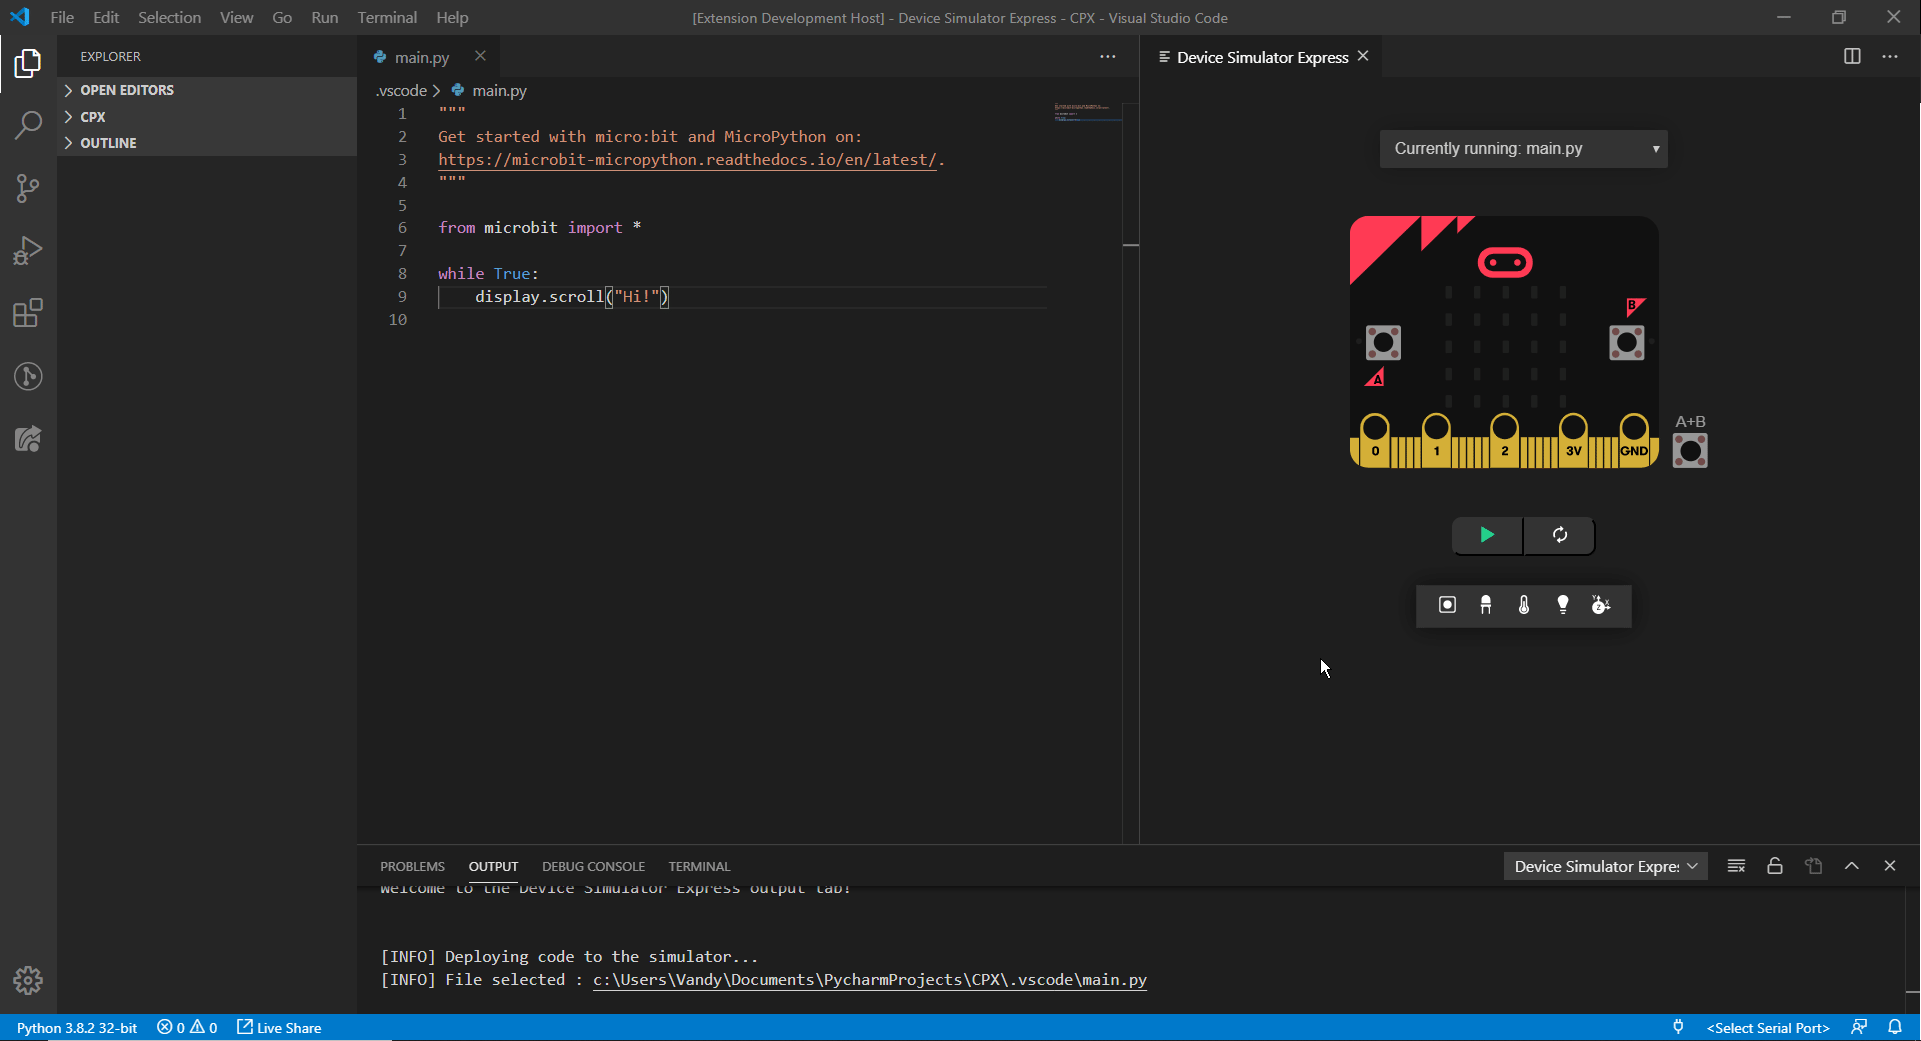 File Edit Selection View Go Run Terminal Help [Extension Development Host] - Device Simulator Express - CPX - Visual Studio Code
EXPLORER
OPEN EDITORS
CPX
OUTLINE
main.py
.vscode > main.py
1 """
2 Get started with micro:bit and MicroPython on:
3 https://microbit-micropython.readthedocs.io/en/latest/.
4 """
5
6 from microbit import *
7
8 while True:
9 display.scroll("Hi!")
10
Device Simulator Express
Currently running: main.py
B
A
A+B
0 1 2 3V GND
Y X
Z
PROBLEMS OUTPUT DEBUG CONSOLE TERMINAL Device Simulator Expre
Welcome to the Device Simulator Express output tab!
[INFO] Deploying code to the simulator...
[INFO] File selected : c:\Users\Vandy\Documents\PycharmProjects\CPX\.vscode\main.py
Python 3.8.2 32-bit 0 0 Live Share <Select Serial Port>